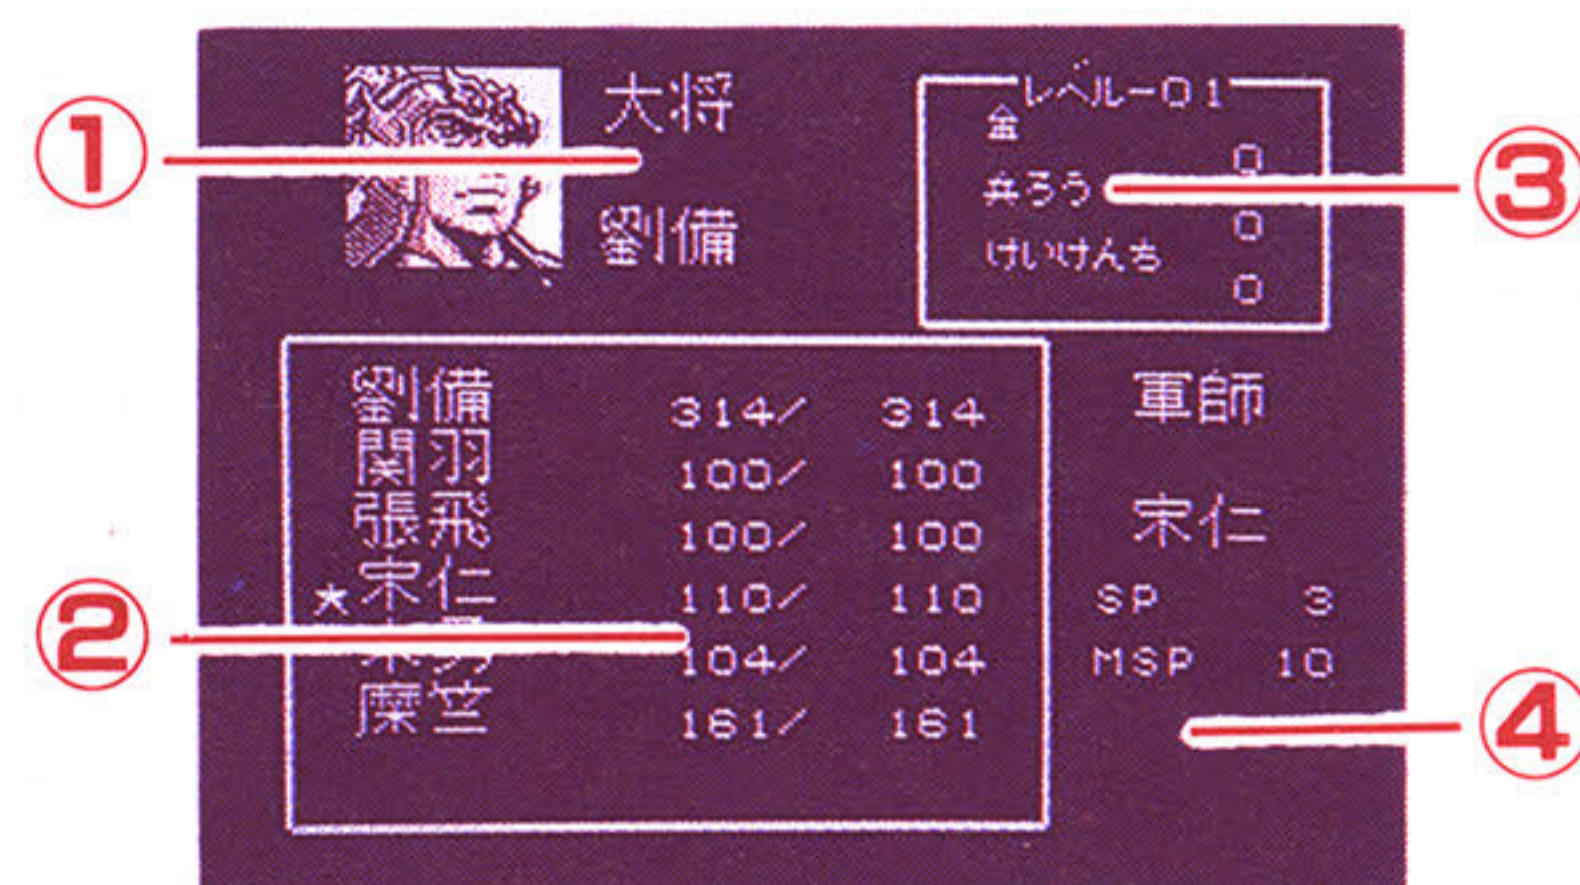 ①
大将
劉備
③
レベル-01
金
0
兵ろう
0
けいけんち
0
劉備 314/ 314
関羽 100/ 100
張飛 100/ 100
★宋仁 110/ 110
104/ 104
糜竺 161/ 161
②
軍師
宋仁
SP 3
MSP 10
④